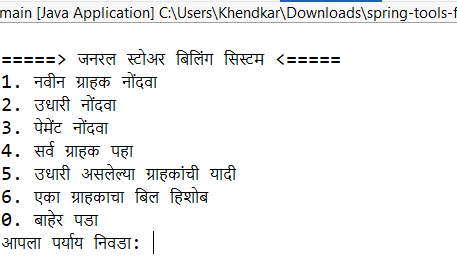 main [Java Application] C:\Users\Khendkar\Downloads\spring-tools-f
=====> जनरल स्टोअर बिलिंग सिस्टम <=====
1. नवीन ग्राहक नोंदवा
2. उधारी नोंदवा
3. पेमेंट नोंदवा
4. सर्व ग्राहक पहा
5. उधारी असलेल्या ग्राहकांची यादी
6. एका ग्राहकाचा बिल हिशोब
0. बाहेर पडा
आपला पर्याय निवडा: